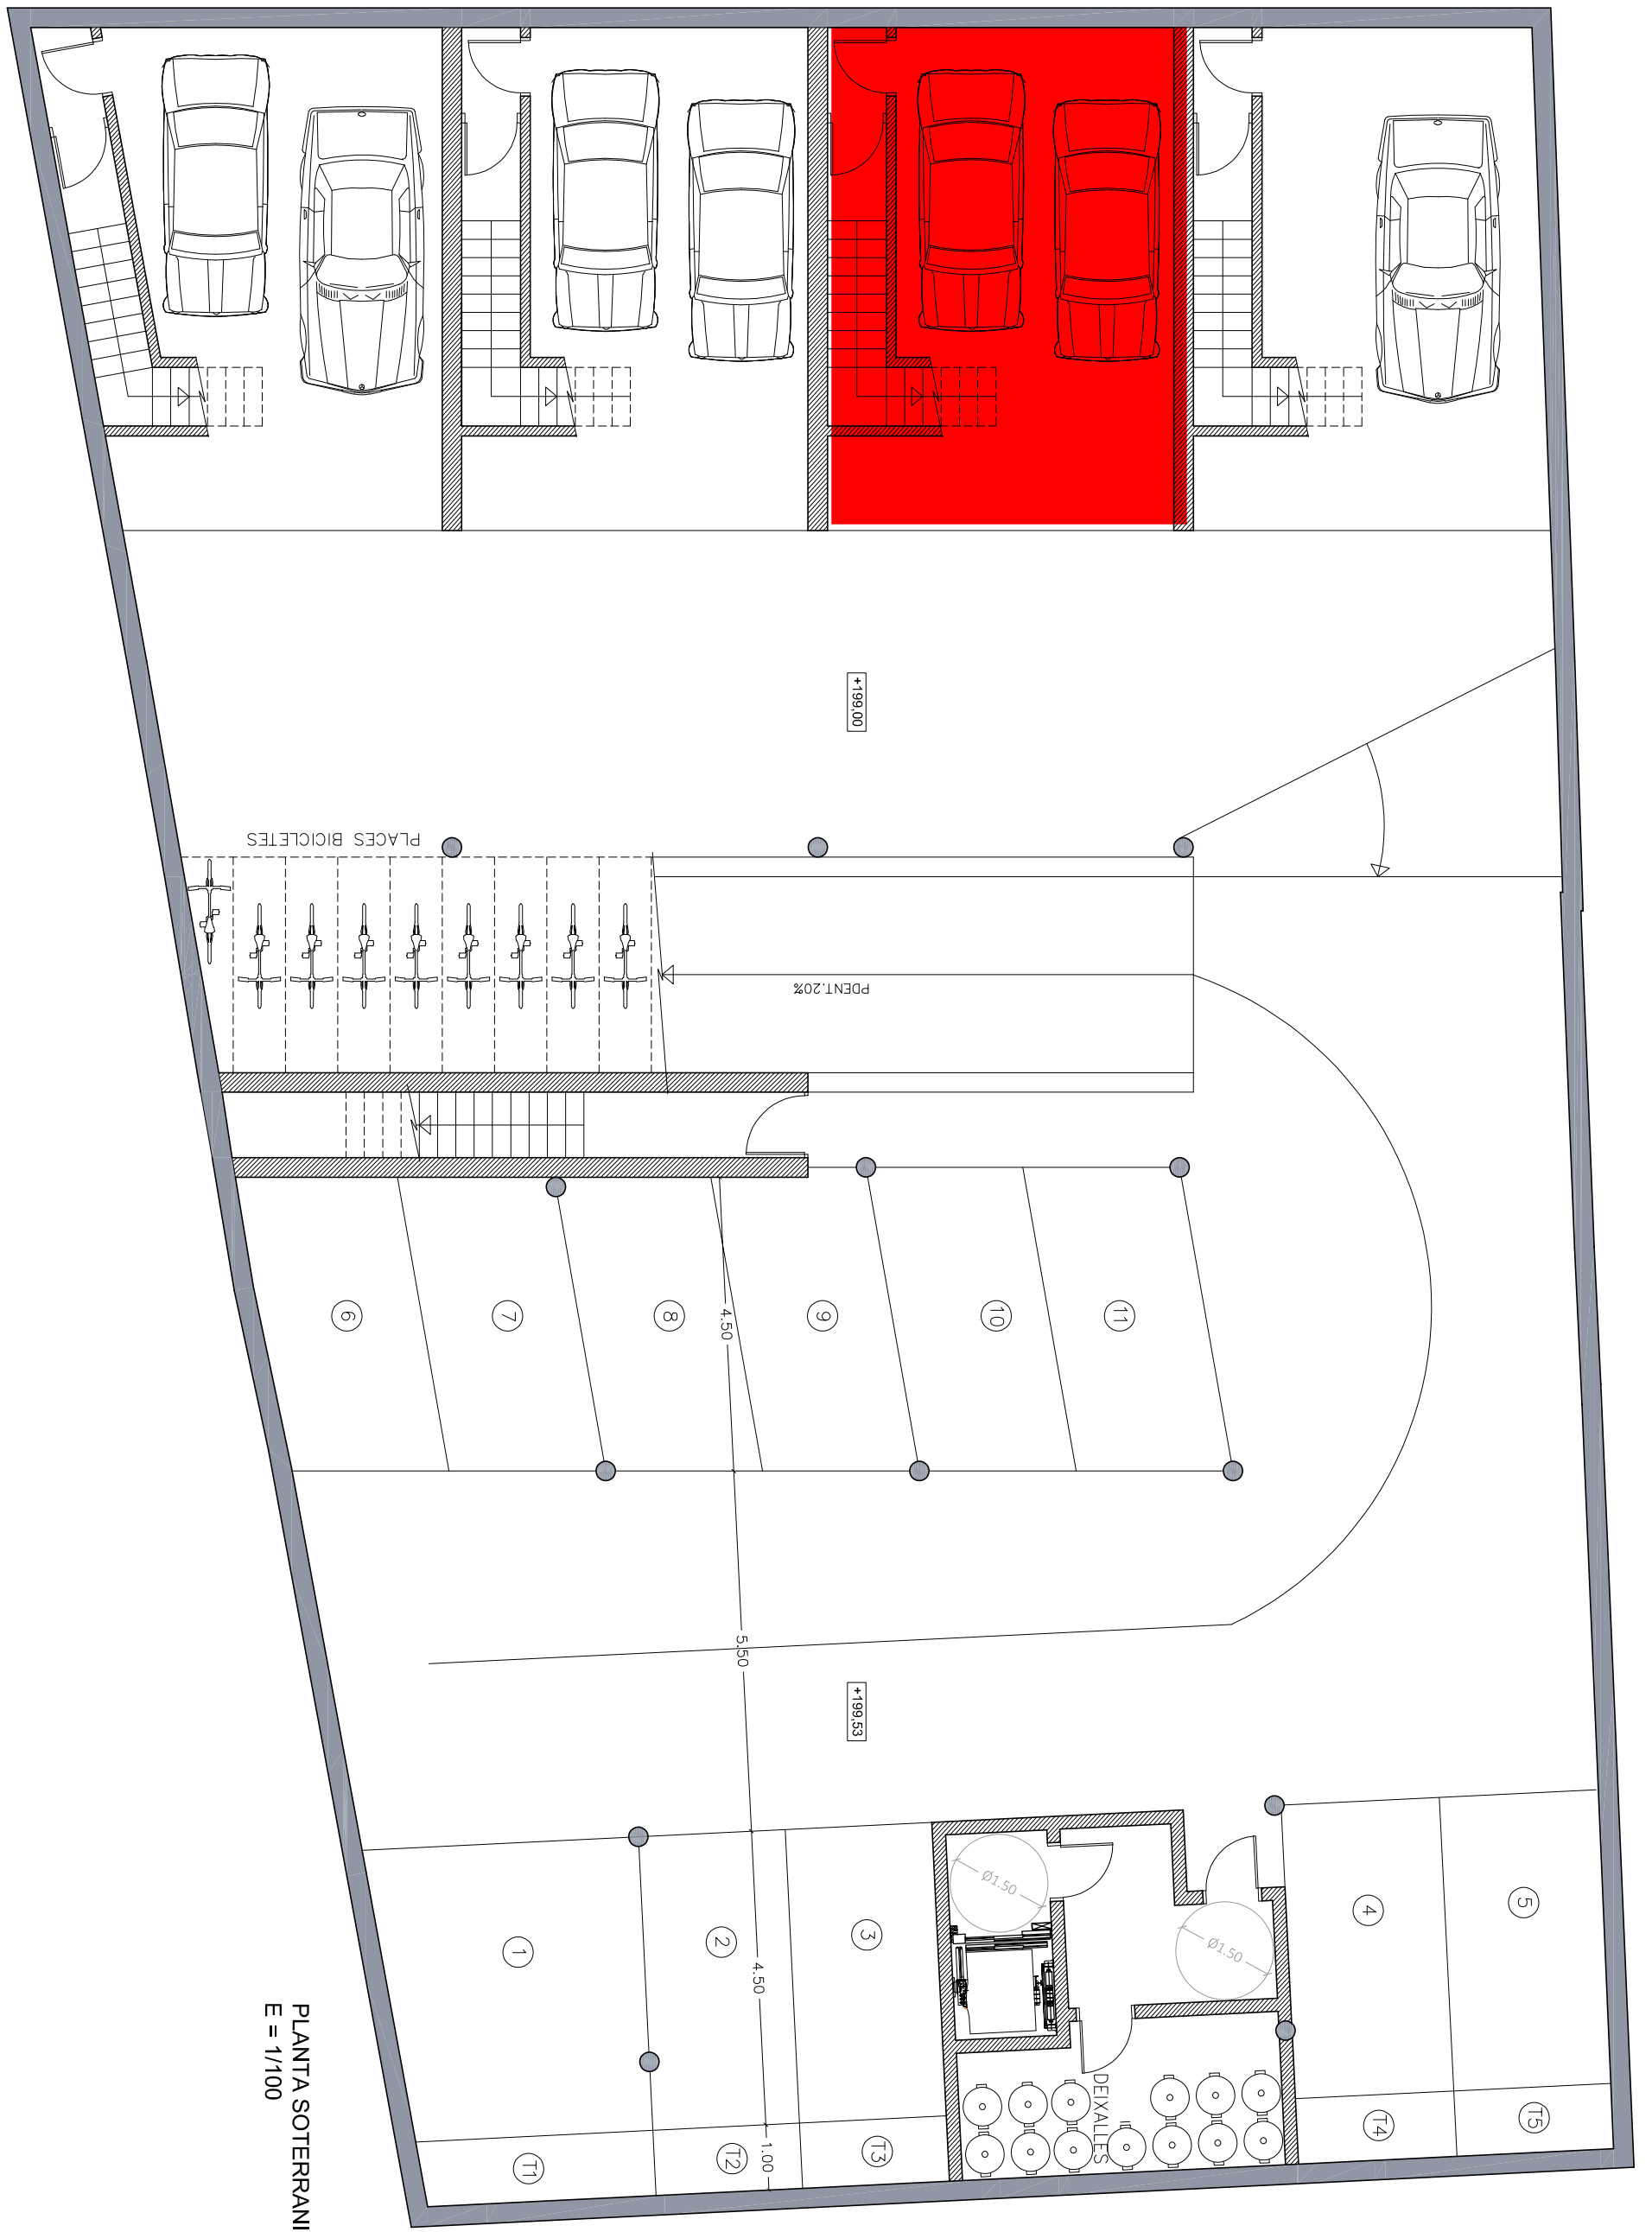 +199,00
PLACES BICICLETES
PDENT.20%
6
7
8
9
10
11
4.50
5.50
+199,53
1
2
3
4
5
4.50
Ø1.50
Ø1.50
DEIXALLES
T1
T2
T3
T4
T5
1.00
PLANTA SOTERRANI
E = 1/100